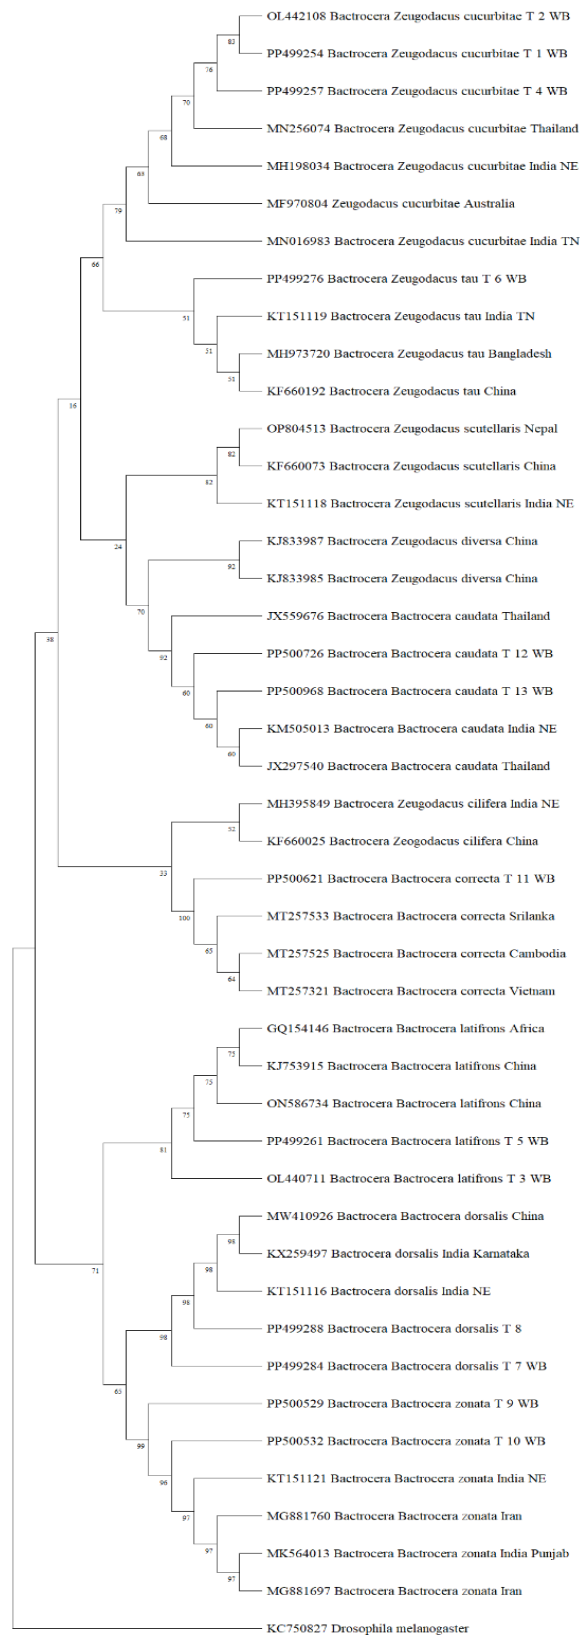 OL442108 Bactrocera Zeugodacus cucurbitae T 2 WB
83
PP499254 Bactrocera Zeugodacus cucurbitae T 1 WB
76
PP499257 Bactrocera Zeugodacus cucurbitae T 4 WB
70
MN256074 Bactrocera Zeugodacus cucurbitae Thailand
68
MH198034 Bactrocera Zeugodacus cucurbitae India NE
68
MF970804 Zeugodacus cucurbitae Australia
79
MN016983 Bactrocera Zeugodacus cucurbitae India TN
66
PP499276 Bactrocera Zeugodacus tau T 6 WB
51
KT151119 Bactrocera Zeugodacus tau India TN
51
MH973720 Bactrocera Zeugodacus tau Bangladesh
51
KF660192 Bactrocera Zeugodacus tau China
16
OP804513 Bactrocera Zeugodacus scutellaris Nepal
82
KF660073 Bactrocera Zeugodacus scutellaris China
82
KT151118 Bactrocera Zeugodacus scutellaris India NE
24
KJ833987 Bactrocera Zeugodacus diversa China
92
KJ833985 Bactrocera Zeugodacus diversa China
70
JX559676 Bactrocera Bactrocera caudata Thailand
92
PP500726 Bactrocera Bactrocera caudata T 12 WB
60
PP500968 Bactrocera Bactrocera caudata T 13 WB
60
KM505013 Bactrocera Bactrocera caudata India NE
60
JX297540 Bactrocera Bactrocera caudata Thailand
38
MH395849 Bactrocera Zeugodacus cilifera India NE
52
KF660025 Bactrocera Zeogodacus cilifera China
33
PP500621 Bactrocera Bactrocera correcta T 11 WB
100
MT257533 Bactrocera Bactrocera correcta Srilanka
65
MT257525 Bactrocera Bactrocera correcta Cambodia
64
MT257321 Bactrocera Bactrocera correcta Vietnam
GQ154146 Bactrocera Bactrocera latifrons Africa
75
KJ753915 Bactrocera Bactrocera latifrons China
75
ON586734 Bactrocera Bactrocera latifrons China
75
PP499261 Bactrocera Bactrocera latifrons T 5 WB
81
OL440711 Bactrocera Bactrocera latifrons T 3 WB
71
MW410926 Bactrocera Bactrocera dorsalis China
98
KX259497 Bactrocera dorsalis India Karnataka
98
KT151116 Bactrocera dorsalis India NE
98
PP499288 Bactrocera Bactrocera dorsalis T 8
98
PP499284 Bactrocera Bactrocera dorsalis T 7 WB
65
PP500529 Bactrocera Bactrocera zonata T 9 WB
99
PP500532 Bactrocera Bactrocera zonata T 10 WB
96
KT151121 Bactrocera Bactrocera zonata India NE
97
MG881760 Bactrocera Bactrocera zonata Iran
97
MK564013 Bactrocera Bactrocera zonata India Punjab
97
MG881697 Bactrocera Bactrocera zonata Iran
KC750827 Drosophila melanogaster